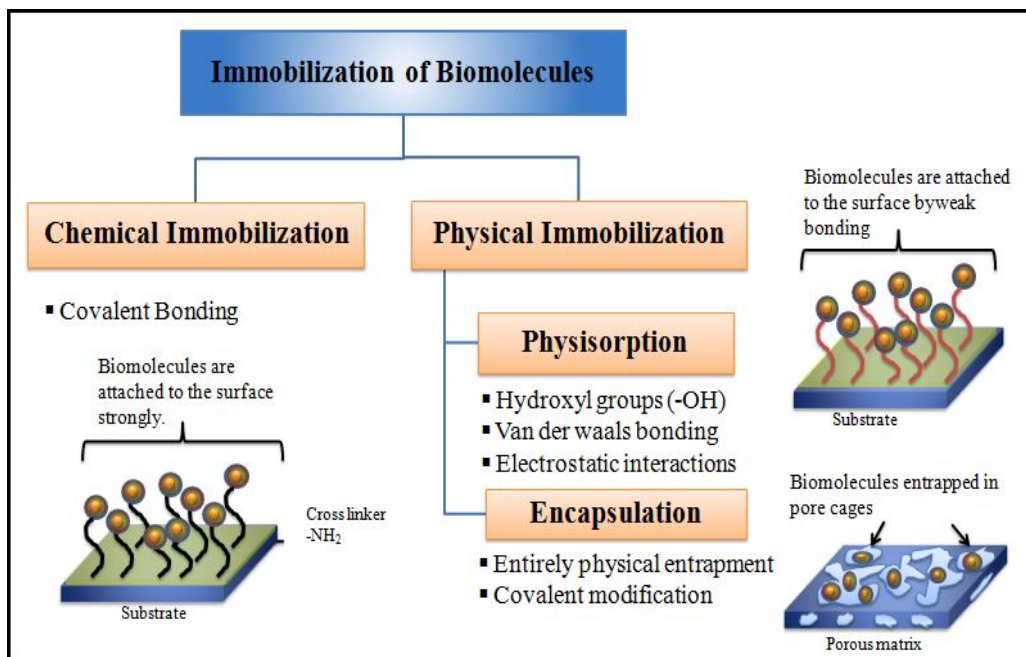 Immobilization of Biomolecules
Chemical Immobilization
▪ Covalent Bonding
Biomolecules are
attached to the surface
strongly.
Cross linker
-NH₂
Substrate
Physical Immobilization
Physisorption
▪ Hydroxyl groups (-OH)
▪ Van der waals bonding
▪ Electrostatic interactions
Encapsulation
▪ Entirely physical entrapment
▪ Covalent modification
Biomolecules are attached
to the surface byweak
bonding
Substrate
Biomolecules entrapped in
pore cages
Porous matrix